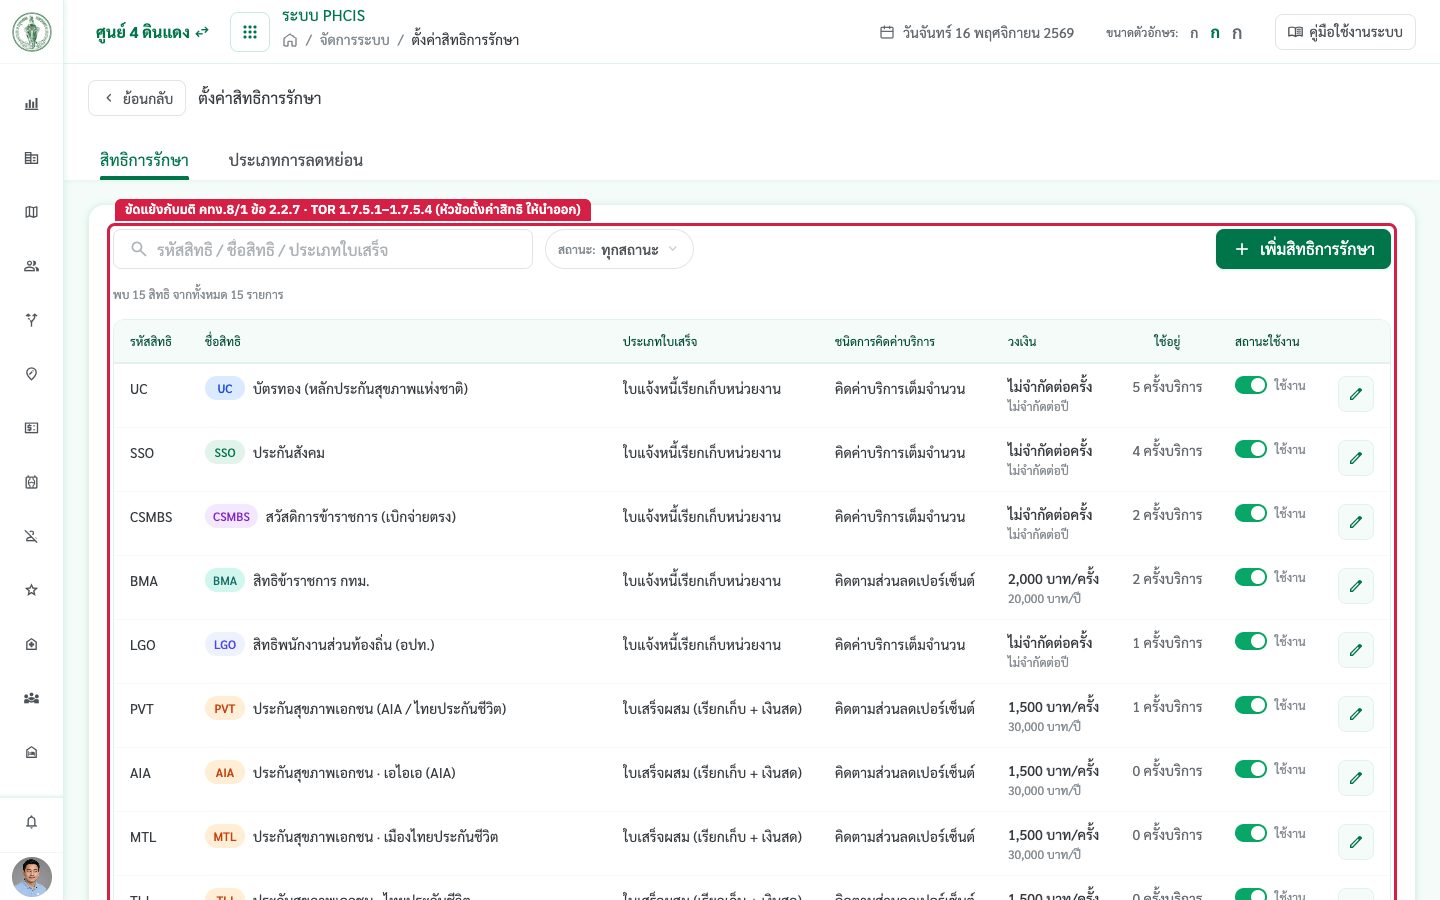 ศูนย์ 4 ดินแดง
ระบบ PHCIS
/ จัดการระบบ / ตั้งค่าสิทธิการรักษา
วันจันทร์ 16 พฤศจิกายน 2569
ขนาดตัวอักษร: ก ก ก
คู่มือใช้งานระบบ
ย้อนกลับ
ตั้งค่าสิทธิการรักษา
สิทธิการรักษา
ประเภทการลดหย่อน
ขัดแย้งกับมติ คทง.8/1 ข้อ 2.2.7 - TOR 1.7.5.1–1.7.5.4 (หัวข้อตั้งค่าสิทธิ ให้นำออก)
รหัสสิทธิ / ชื่อสิทธิ / ประเภทใบเสร็จ
สถานะ: ทุกสถานะ
+ เพิ่มสิทธิการรักษา
พบ 15 สิทธิ จากทั้งหมด 15 รายการ
รหัสสิทธิ ชื่อสิทธิ ประเภทใบเสร็จ ชนิดการคิดค่าบริการ วงเงิน ใช้อยู่ สถานะใช้งาน
UC UC บัตรทอง (หลักประกันสุขภาพแห่งชาติ) ใบแจ้งหนี้เรียกเก็บหน่วยงาน คิดค่าบริการเต็มจำนวน ไม่จำกัดต่อครั้ง 5 ครั้งบริการ ใช้งาน
ไม่จำกัดต่อปี
SSO SSO ประกันสังคม ใบแจ้งหนี้เรียกเก็บหน่วยงาน คิดค่าบริการเต็มจำนวน ไม่จำกัดต่อครั้ง 4 ครั้งบริการ ใช้งาน
ไม่จำกัดต่อปี
CSMBS CSMBS สวัสดิการข้าราชการ (เบิกจ่ายตรง) ใบแจ้งหนี้เรียกเก็บหน่วยงาน คิดค่าบริการเต็มจำนวน ไม่จำกัดต่อครั้ง 2 ครั้งบริการ ใช้งาน
ไม่จำกัดต่อปี
BMA BMA สิทธิข้าราชการ กทม. ใบแจ้งหนี้เรียกเก็บหน่วยงาน คิดตามส่วนลดเปอร์เซ็นต์ 2,000 บาท/ครั้ง 2 ครั้งบริการ ใช้งาน
20,000 บาท/ปี
LGO LGO สิทธิพนักงานส่วนท้องถิ่น (อปท.) ใบแจ้งหนี้เรียกเก็บหน่วยงาน คิดค่าบริการเต็มจำนวน ไม่จำกัดต่อครั้ง 1 ครั้งบริการ ใช้งาน
ไม่จำกัดต่อปี
PVT PVT ประกันสุขภาพเอกชน (AIA / ไทยประกันชีวิต) ใบเสร็จผสม (เรียกเก็บ + เงินสด) คิดตามส่วนลดเปอร์เซ็นต์ 1,500 บาท/ครั้ง 1 ครั้งบริการ ใช้งาน
30,000 บาท/ปี
AIA AIA ประกันสุขภาพเอกชน · เอไอเอ (AIA) ใบเสร็จผสม (เรียกเก็บ + เงินสด) คิดตามส่วนลดเปอร์เซ็นต์ 1,500 บาท/ครั้ง 0 ครั้งบริการ ใช้งาน
30,000 บาท/ปี
MTL MTL ประกันสุขภาพเอกชน · เมืองไทยประกันชีวิต ใบเสร็จผสม (เรียกเก็บ + เงินสด) คิดตามส่วนลดเปอร์เซ็นต์ 1,500 บาท/ครั้ง 0 ครั้งบริการ ใช้งาน
30,000 บาท/ปี